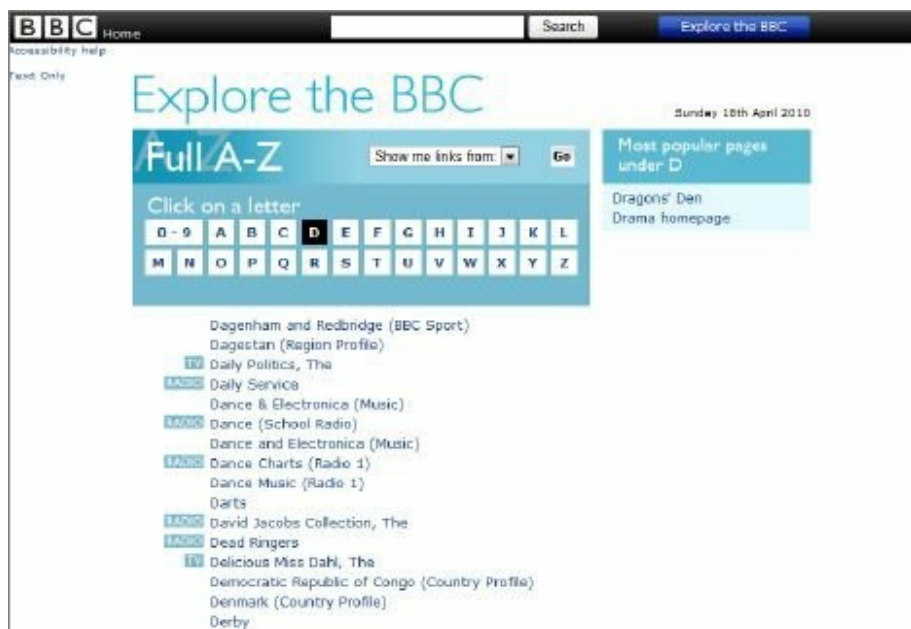 BBC Home Search Explore the BBC
Accessibility help
Text Only
Explore the BBC
Sunday 18th April 2010
A-Z
Full A-Z Show me links from: Go
Click on a letter
0-9 A B C D E F G H I J K L
M N O P Q R S T U V W X Y Z
Most popular pages
under D
Dragons' Den
Drama homepage
Dagenham and Redbridge (BBC Sport)
Dagestan (Region Profile)
TV Daily Politics, The
RADIO Daily Service
Dance & Electronica (Music)
RADIO Dance (School Radio)
Dance and Electronica (Music)
RADIO Dance Charts (Radio 1)
Dance Music (Radio 1)
Darts
RADIO David Jacobs Collection, The
RADIO Dead Ringers
TV Delicious Miss Dahl, The
Democratic Republic of Congo (Country Profile)
Denmark (Country Profile)
Derby